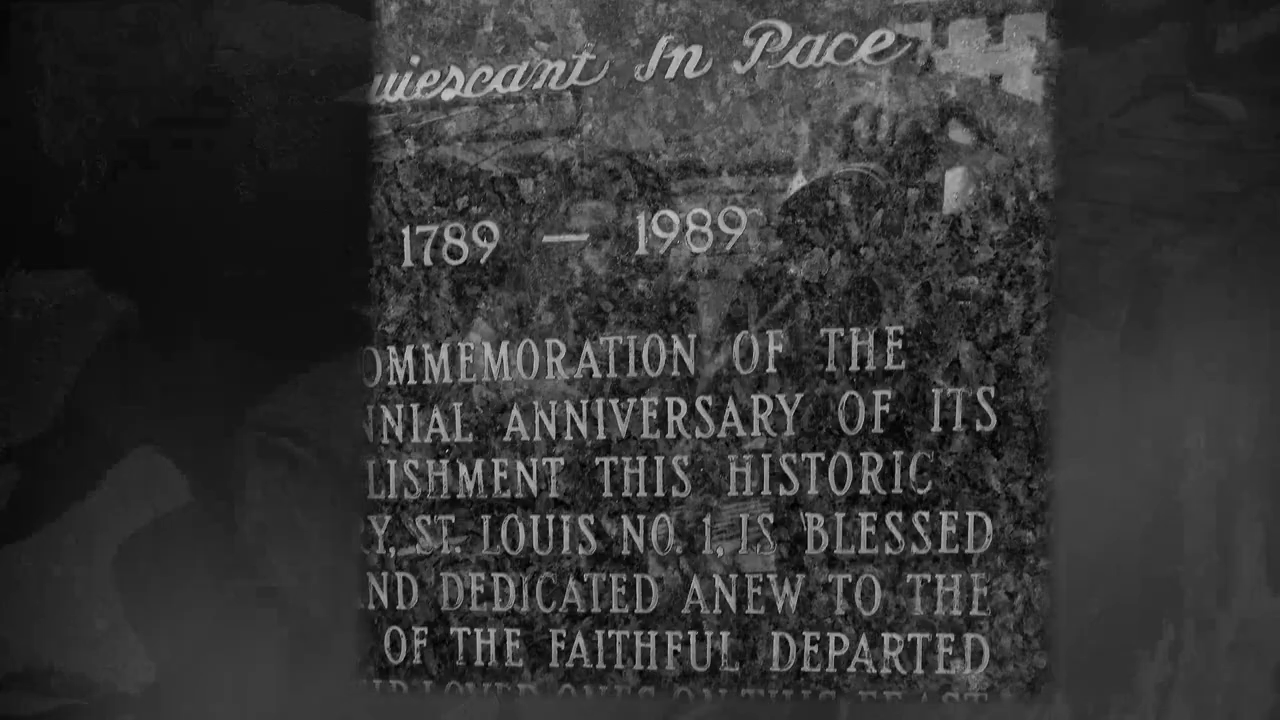 uiescant In Pace
1789 — 1989
OMMEMORATION OF THE
NNIAL ANNIVERSARY OF ITS
LISHMENT THIS HISTORIC
RY, ST. LOUIS NO. 1, IS BLESSED
ND DEDICATED ANEW TO THE
OF THE FAITHFUL DEPARTED